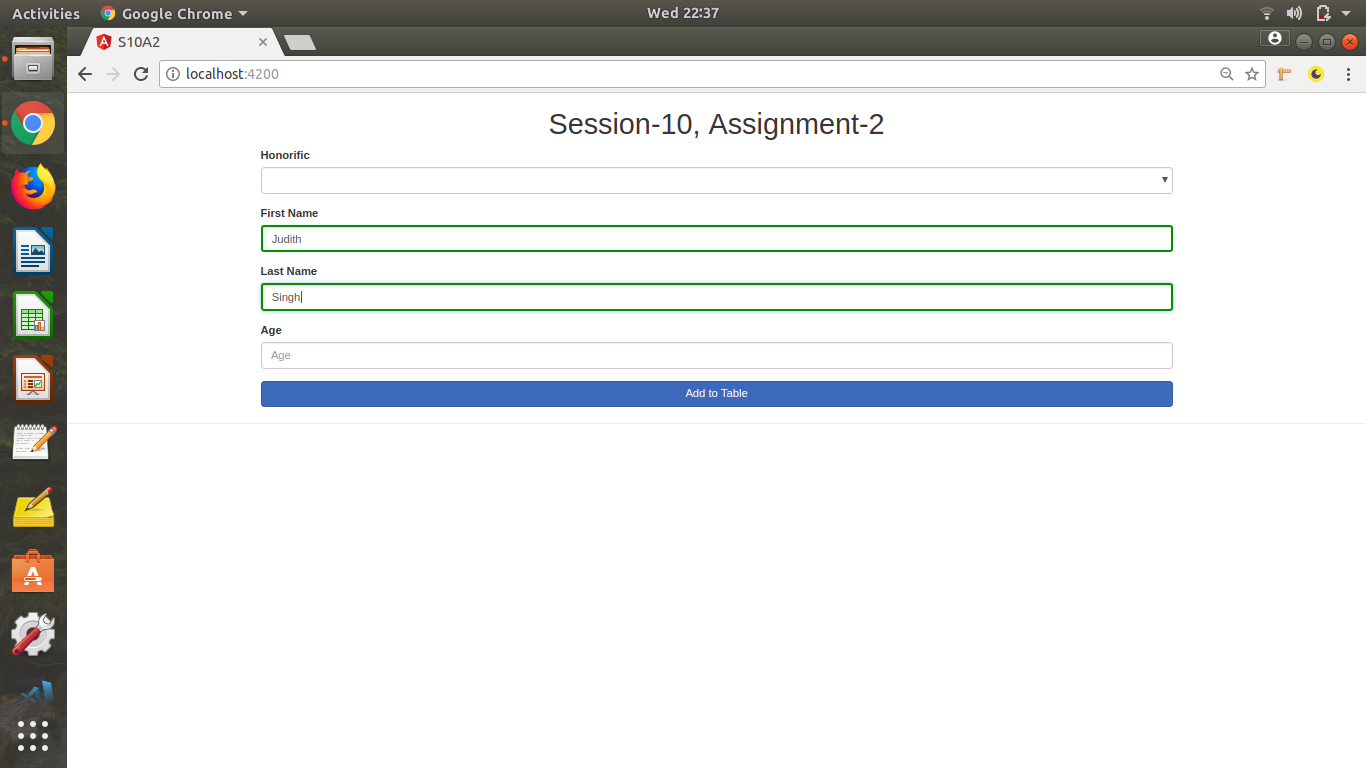 Activities Google Chrome Wed 22:37
S10A2
localhost:4200
Session-10, Assignment-2
Honorific
First Name
Judith
Last Name
Singh
Age
Age
Add to Table